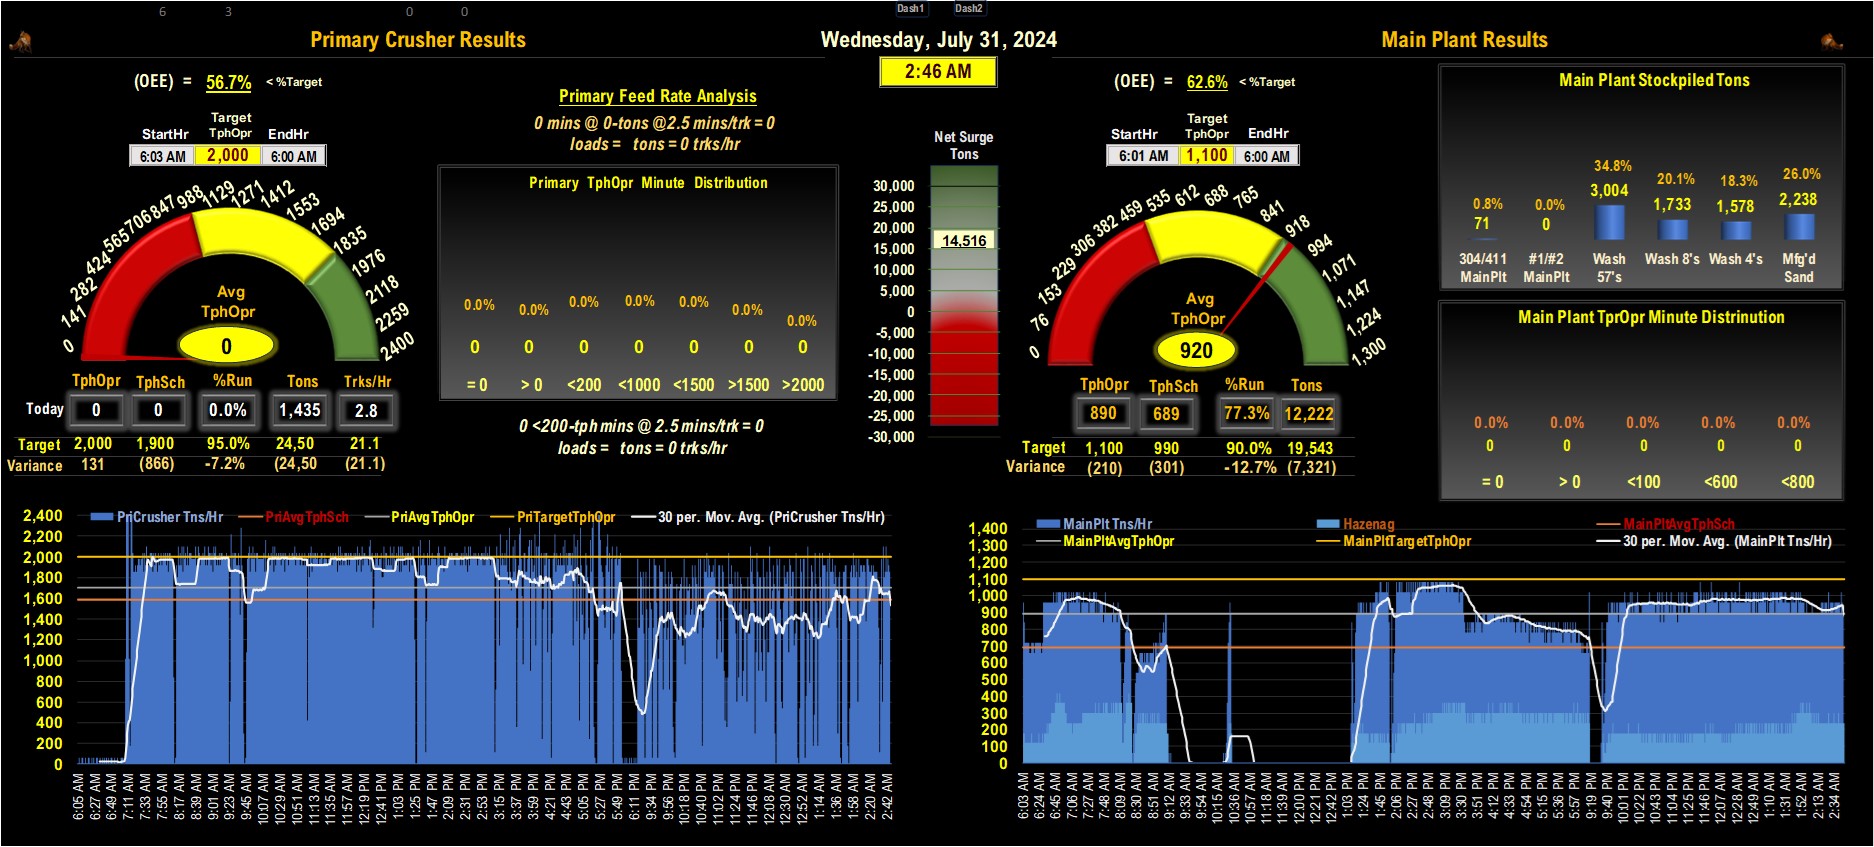 6 3 0 0 Dash1 Dash2
Primary Crusher Results
Wednesday, July 31, 2024
Main Plant Results
2:46 AM
(OEE) = 56.7% < %Target
Target
StartHr TphOpr EndHr
6:03 AM 2,000 6:00 AM
0 141 282 424 565 706 847 988 1129 1271 1412 1553 1694 1835 1976 2118 2259 2400
Avg
TphOpr
0
TphOpr TphSch %Run Tons Trks/Hr
Today 0 0 0.0% 1,435 2.8
Target 2,000 1,900 95.0% 24,50 21.1
Variance 131 (866) -7.2% (24,50 (21.1)
Primary Feed Rate Analysis
0 mins @ 0-tons @2.5 mins/trk = 0
loads = tons = 0 trks/hr
Primary TphOpr Minute Distribution
0.0% 0.0% 0.0% 0.0% 0.0% 0.0% 0.0%
0 0 0 0 0 0 0
= 0 > 0 <200 <1000 <1500 >1500 >2000
0 <200-tph mins @ 2.5 mins/trk = 0
loads = tons = 0 trks/hr
Net Surge
Tons
30,000
25,000
20,000
14,516
15,000
10,000
5,000
0
-5,000
-10,000
-15,000
-20,000
-25,000
-30,000
(OEE) = 62.6% < %Target
Target
StartHr TphOpr EndHr
6:01 AM 1,100 6:00 AM
0 76 153 229 306 382 459 535 612 688 765 841 918 994 1,071 1,147 1,224 1,300
Avg
TphOpr
920
TphOpr TphSch %Run Tons
890 689 77.3% 12,222
Target 1,100 990 90.0% 19,543
Variance (210) (301) -12.7% (7,321)
Main Plant Stockpiled Tons
0.8% 0.0% 34.8% 20.1% 18.3% 26.0%
71 0 3,004 1,733 1,578 2,238
304/411 #1/#2 Wash Wash 8's Wash 4's Mfg'd
MainPlt MainPlt 57's Sand
Main Plant TprOpr Minute Distrinution
0.0% 0.0% 0.0% 0.0% 0.0%
0 0 0 0 0
= 0 > 0 <100 <600 <800
PriCrusher Tns/Hr PriAvgTphSch PriAvgTphOpr PriTargetTphOpr 30 per. Mov. Avg. (PriCrusher Tns/Hr)
2,400
2,200
2,000
1,800
1,600
1,400
1,200
1,000
800
600
400
200
0
6:05 AM 6:27 AM 6:49 AM 7:11 AM 7:33 AM 7:55 AM 8:17 AM 8:39 AM 9:01 AM 9:23 AM 9:45 AM 10:07 AM 10:29 AM 10:51 AM 11:13 AM 11:35 AM 11:57 AM 12:19 PM 12:41 PM 1:03 PM 1:25 PM 1:47 PM 2:09 PM 2:31 PM 2:53 PM 3:15 PM 3:37 PM 3:59 PM 4:21 PM 4:43 PM 5:05 PM 5:27 PM 5:49 PM 6:11 PM 9:34 PM 9:56 PM 10:18 PM 10:40 PM 11:02 PM 11:24 PM 11:46 PM 12:08 AM 12:30 AM 12:52 AM 1:14 AM 1:36 AM 1:58 AM 2:20 AM 2:42 AM
MainPlt Tns/Hr Hazenag MainPltAvgTphSch
MainPltAvgTphOpr MainPltTargetTphOpr 30 per. Mov. Avg. (MainPlt Tns/Hr)
1,400
1,300
1,200
1,100
1,000
900
800
700
600
500
400
300
200
100
0
6:03 AM 6:24 AM 6:45 AM 7:06 AM 7:27 AM 7:48 AM 8:09 AM 8:30 AM 8:51 AM 9:12 AM 9:33 AM 9:54 AM 10:15 AM 10:36 AM 10:57 AM 11:18 AM 11:39 AM 12:00 PM 12:21 PM 12:42 PM 1:03 PM 1:24 PM 1:45 PM 2:06 PM 2:27 PM 2:48 PM 3:09 PM 3:30 PM 3:51 PM 4:12 PM 4:33 PM 4:54 PM 5:15 PM 5:36 PM 5:57 PM 9:19 PM 9:40 PM 10:01 PM 10:22 PM 10:43 PM 11:04 PM 11:25 PM 11:46 PM 12:07 AM 12:28 AM 12:49 AM 1:10 AM 1:31 AM 1:52 AM 2:13 AM 2:34 AM